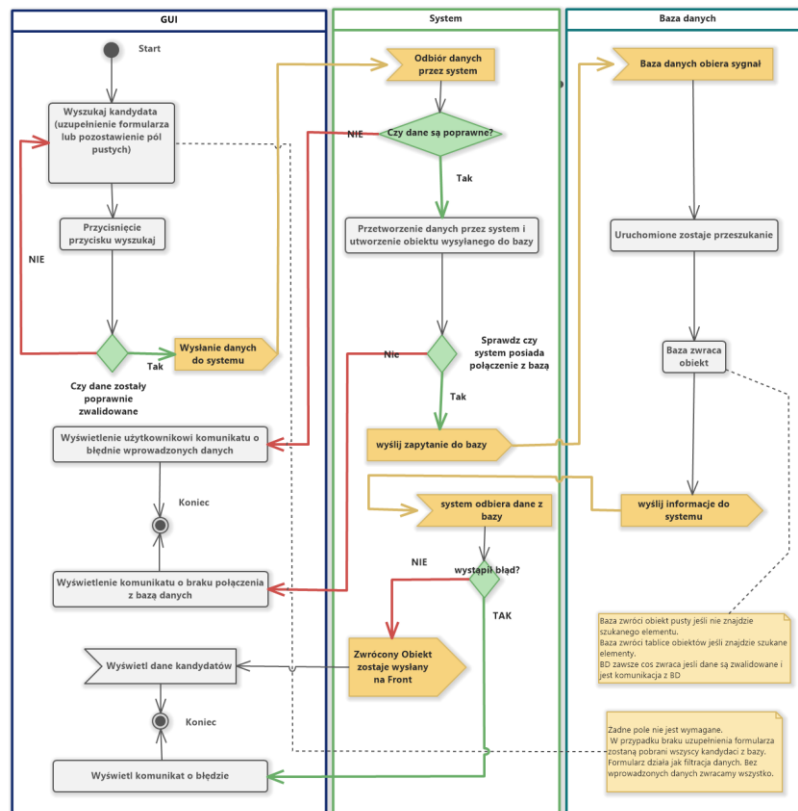 GUI
Start
Wyszukaj kandydata
(uzupełnienie formularza
lub pozostawienie pól
pustych)
Przycisnięcie
przycisku wyszukaj
NIE
Tak
Wysłanie danych
do systemu
Czy dane zostały
poprawnie
zwalidowane
Wyświetlenie użytkownikowi komunikatu o
błędnie wprowadzonych danych
Koniec
Wyświetlenie komunikatu o braku połączenia
z bazą danych
Wyświetl dane kandydatów
Koniec
Wyświetl komunikat o błędzie
System
Odbiór danych
przez system
NIE
Czy dane są poprawne?
Tak
Przetworzenie danych przez system i
utworzenie obiektu wysyłanego do bazy
Nie
Sprawdz czy
system posiada
połączenie z bazą
Tak
wyślij zapytanie do bazy
system odbiera dane z
bazy
NIE
wystąpił błąd?
TAK
Zwrócony Obiekt
zostaje wysłany
na Front
Baza danych
Baza danych obiera sygnał
Uruchomione zostaje przeszukanie
Baza zwraca
obiekt
wyślij informacje do
systemu
Baza zwróci obiekt pusty jeśli nie znajdzie
szukanego elementu.
Baza zwróci tablice obiektów jeśli znajdzie szukane
elementy.
BD zawsze cos zwraca jesli dane są zwalidowane i
jest komunikacja z BD
Żadne pole nie jest wymagane.
W przypadku braku uzupełnienia formularza
zostaną pobrani wszyscy kandydaci z bazy.
Formularz działa jak filtracja danych. Bez
wprowadzonych danych zwracamy wszystko.